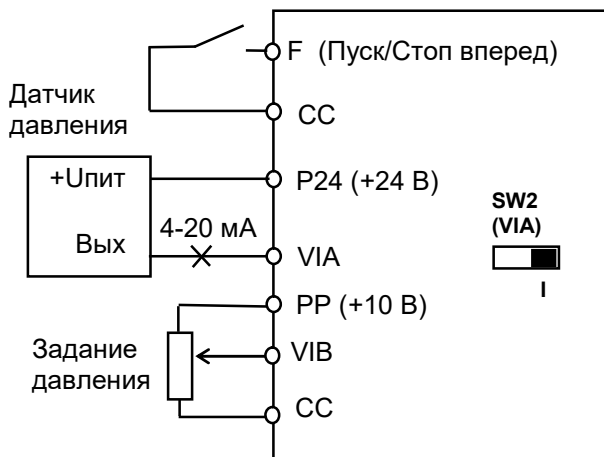 F (Пуск/Стоп вперед)
Датчик
давления
CC
+Uпит
P24 (+24 В)
SW2
(VIA)
4-20 мА
Вых
VIA
I
PP (+10 В)
Задание
давления
VIB
CC